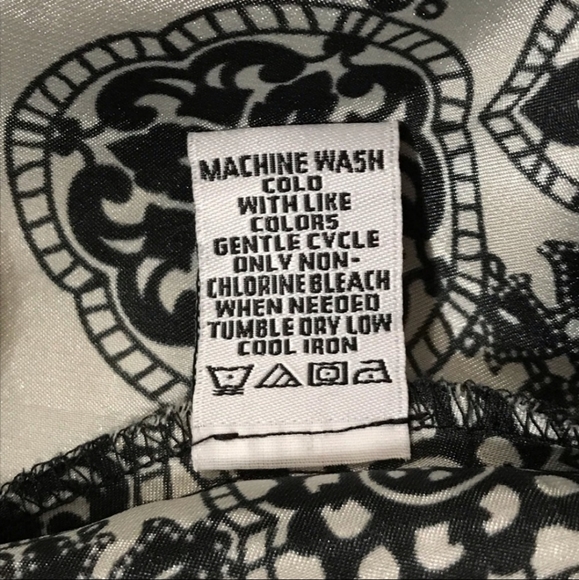 MACHINE WASH
COLD
WITH LIKE
COLORS
GENTLE CYCLE
ONLY NON-
CHLORINE BLEACH
WHEN NEEDED
TUMBLE DRY LOW
COOL IRON